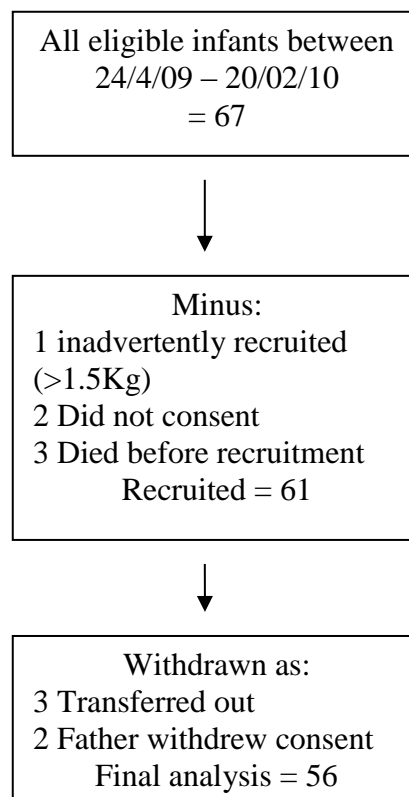 All eligible infants between
24/4/09 – 20/02/10
= 67
Minus:
1 inadvertently recruited
(>1.5Kg)
2 Did not consent
3 Died before recruitment
Recruited = 61
Withdrawn as:
3 Transferred out
2 Father withdrew consent
Final analysis = 56